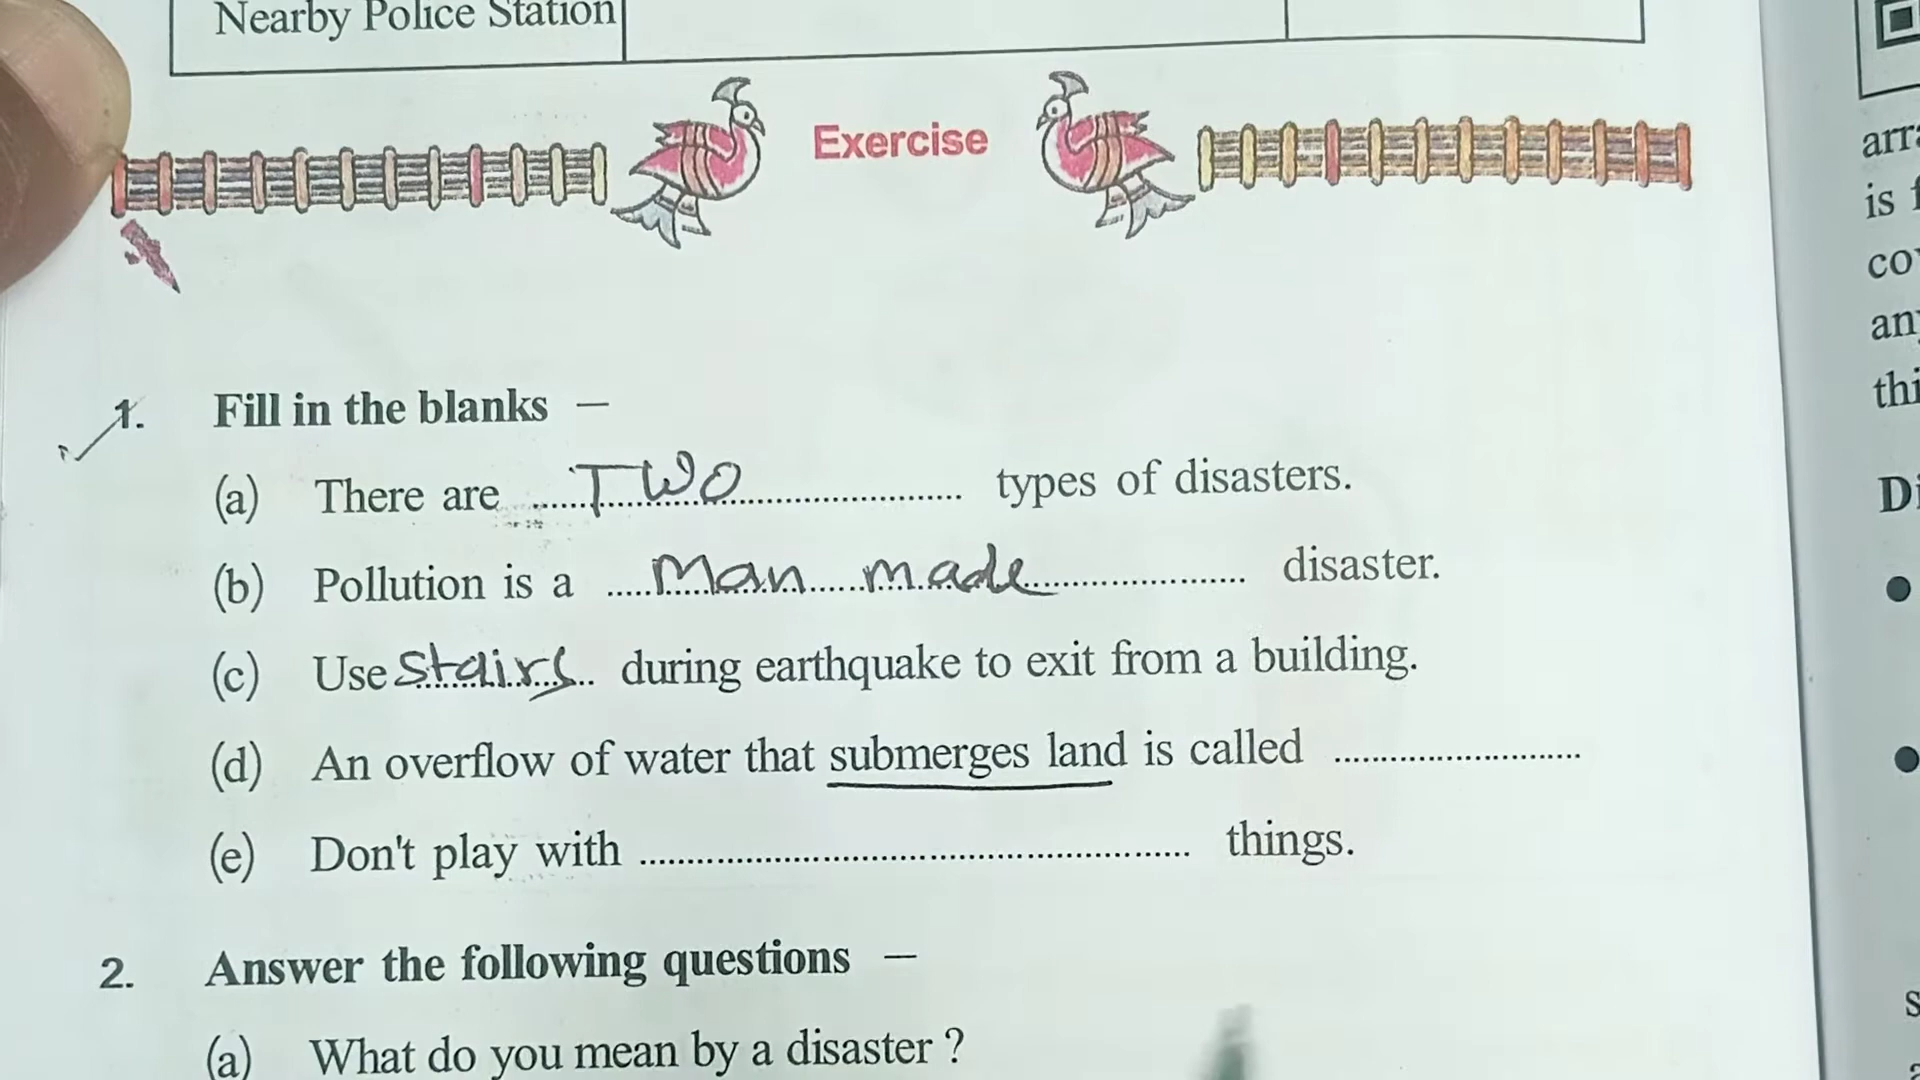 Nearby Police Station
Exercise
1. Fill in the blanks —
(a) There are TWO types of disasters.
(b) Pollution is a Man made disaster.
(c) Use stairs during earthquake to exit from a building.
(d) An overflow of water that submerges land is called ........................
(e) Don't play with ........................ things.
2. Answer the following questions —
(a) What do you mean by a disaster ?
is